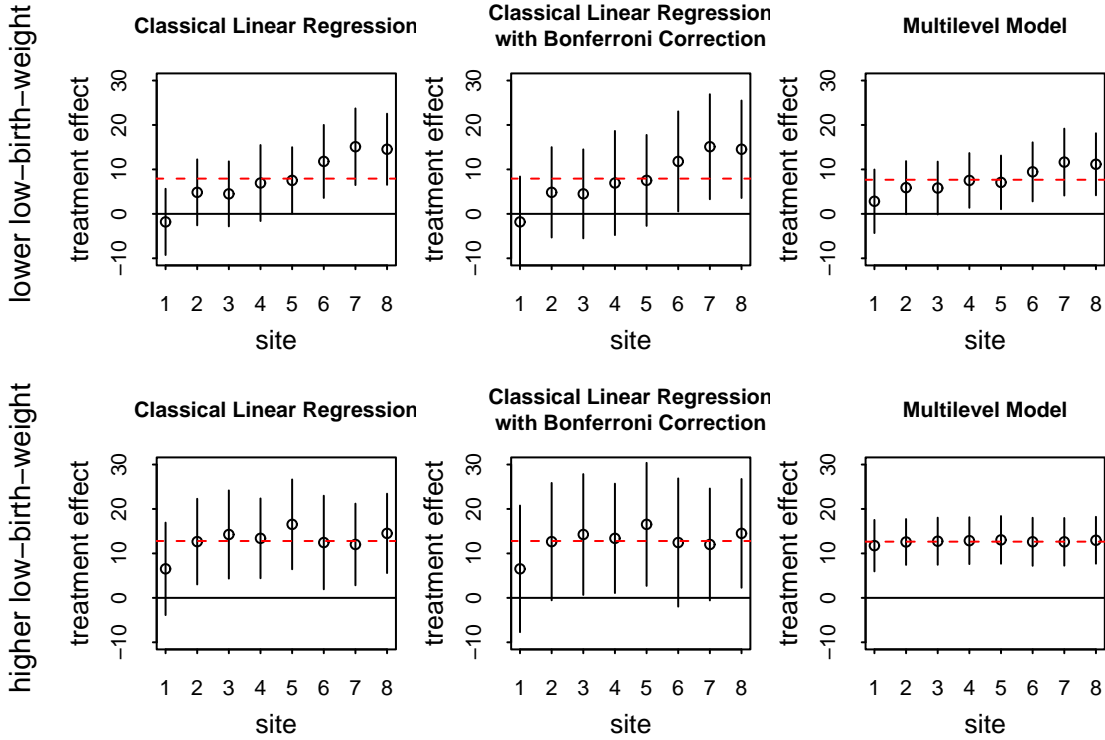 lower low−birth−weight
Classical Linear Regression
treatment effect
30
20
10
0
−10
1 2 3 4 5 6 7 8
site
Classical Linear Regression
with Bonferroni Correction
treatment effect
30
20
10
0
−10
1 2 3 4 5 6 7 8
site
Multilevel Model
treatment effect
30
20
10
0
−10
1 2 3 4 5 6 7 8
site
higher low−birth−weight
Classical Linear Regression
treatment effect
30
20
10
0
−10
1 2 3 4 5 6 7 8
site
Classical Linear Regression
with Bonferroni Correction
treatment effect
30
20
10
0
−10
1 2 3 4 5 6 7 8
site
Multilevel Model
treatment effect
30
20
10
0
−10
1 2 3 4 5 6 7 8
site